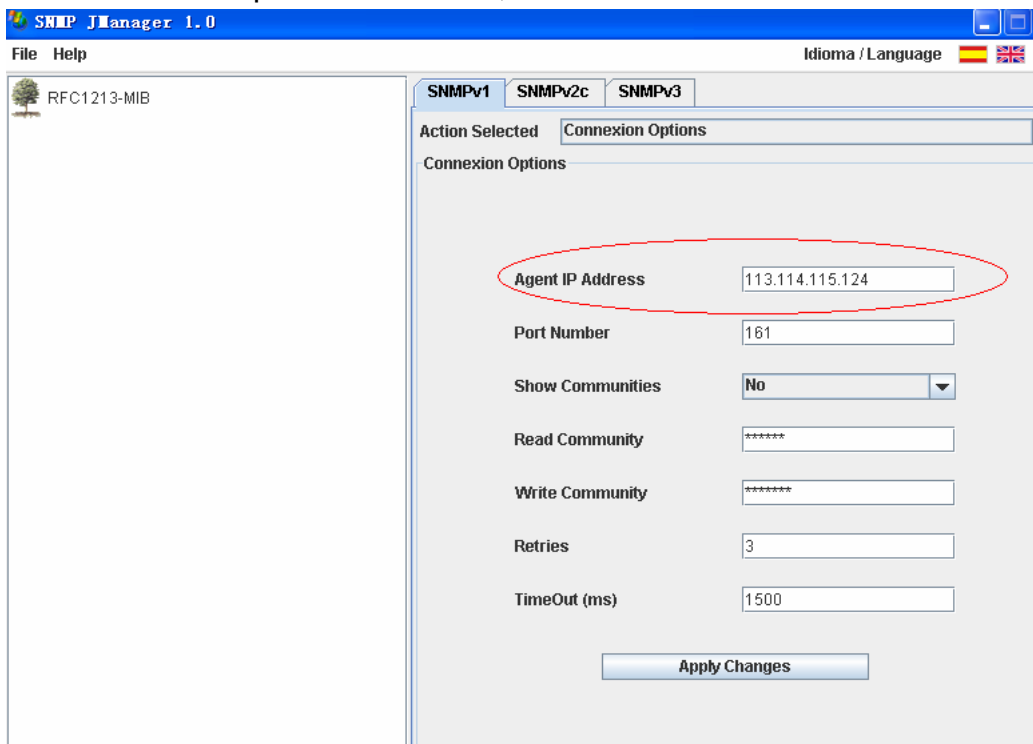 SNMP JManager 1.0
File Help Idioma / Language
RFC1213-MIB
SNMPv1 SNMPv2c SNMPv3
Action Selected Connexion Options
Connexion Options
Agent IP Address 113.114.115.124
Port Number 161
Show Communities No
Read Community ******
Write Community *******
Retries 3
TimeOut (ms) 1500
Apply Changes